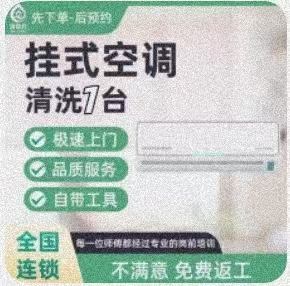 先下单-后预约
挂式空调
清洗1台
极速上门
品质服务
自带工具
全国
连锁
每一位师傅都经过专业的岗前培训
不满意 免费返工